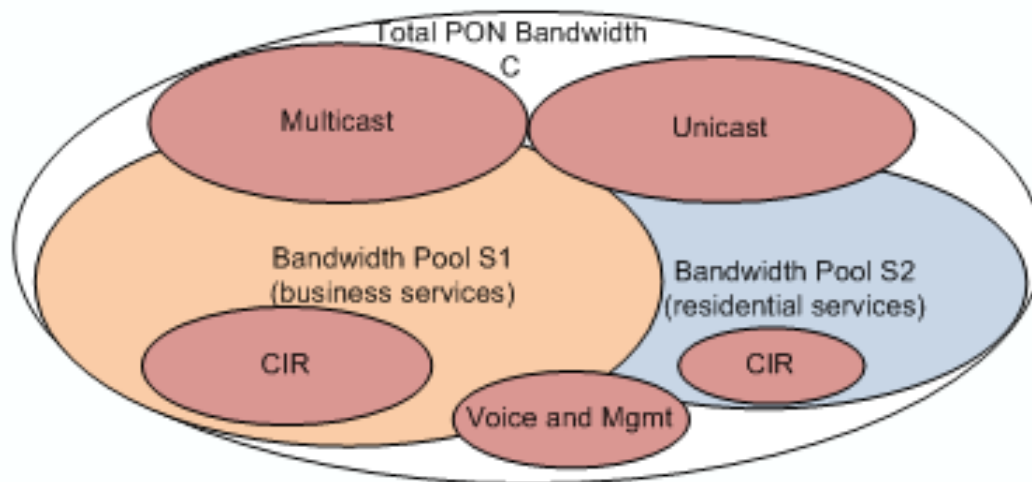 Total PON Bandwidth
C
Multicast
Unicast
Bandwidth Pool S1
(business services)
Bandwidth Pool S2
(residential services)
CIR
CIR
Voice and Mgmt